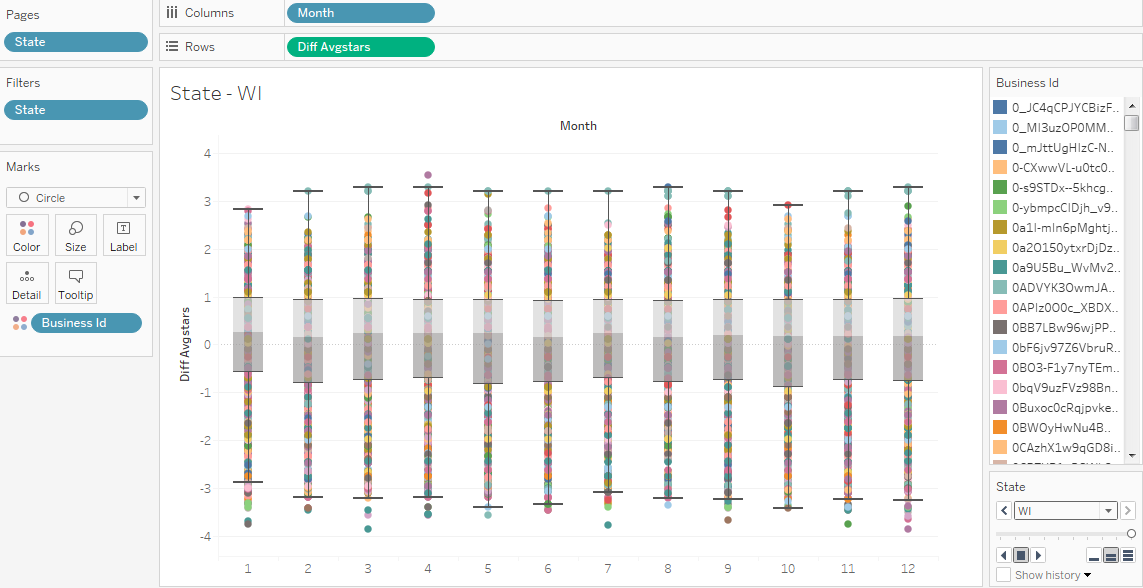 Pages
State
Filters
State
Marks
Circle
Color
Size
Label
Detail
Tooltip
Business Id
Columns
Month
Rows
Diff Avgstars
State - WI
Month
Diff Avgstars
4
3
2
1
0
-1
-2
-3
-4
1 2 3 4 5 6 7 8 9 10 11 12
Business Id
0_JC4qCPJYCBizF..
0_MI3uzOP0MM..
0_mJttUgHIzC-N..
0-CXwwVL-u0tc0..
0-s9STDx--5khcg..
0-ybmpcClDjh_v9..
0a1l-mIn6pMghtj..
0a2O150ytxrDjDz..
0a9U5Bu_WvMv2..
0ADVYK3OwmJA..
0APIz0O0c_XBDX..
0BB7LBw96wjPP..
0bF6jv97Z6VbruR..
0BO3-F1y7nyTEm..
0bqV9uzFVz98Bn..
0Buxoc0cRqjpvke..
0BWOyHwNu4B..
0CAzhX1w9qGD8i..
State
WI
Show history